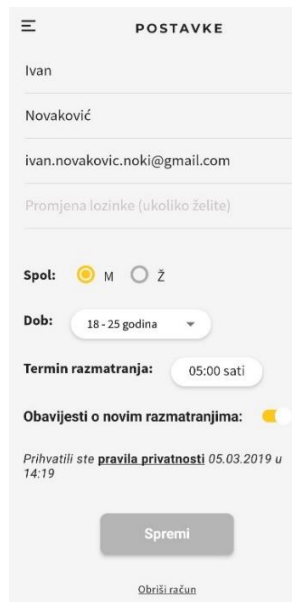 POSTAVKE
Ivan
Novaković
ivan.novakovic.noki@gmail.com
Promjena lozinke (ukoliko želite)
Spol: M Ž
Dob: 18 - 25 godina
Termin razmatranja: 05:00 sati
Obavijesti o novim razmatranjima:
Prihvatili ste pravila privatnosti 05.03.2019 u
14:19
Spremi
Obriši račun